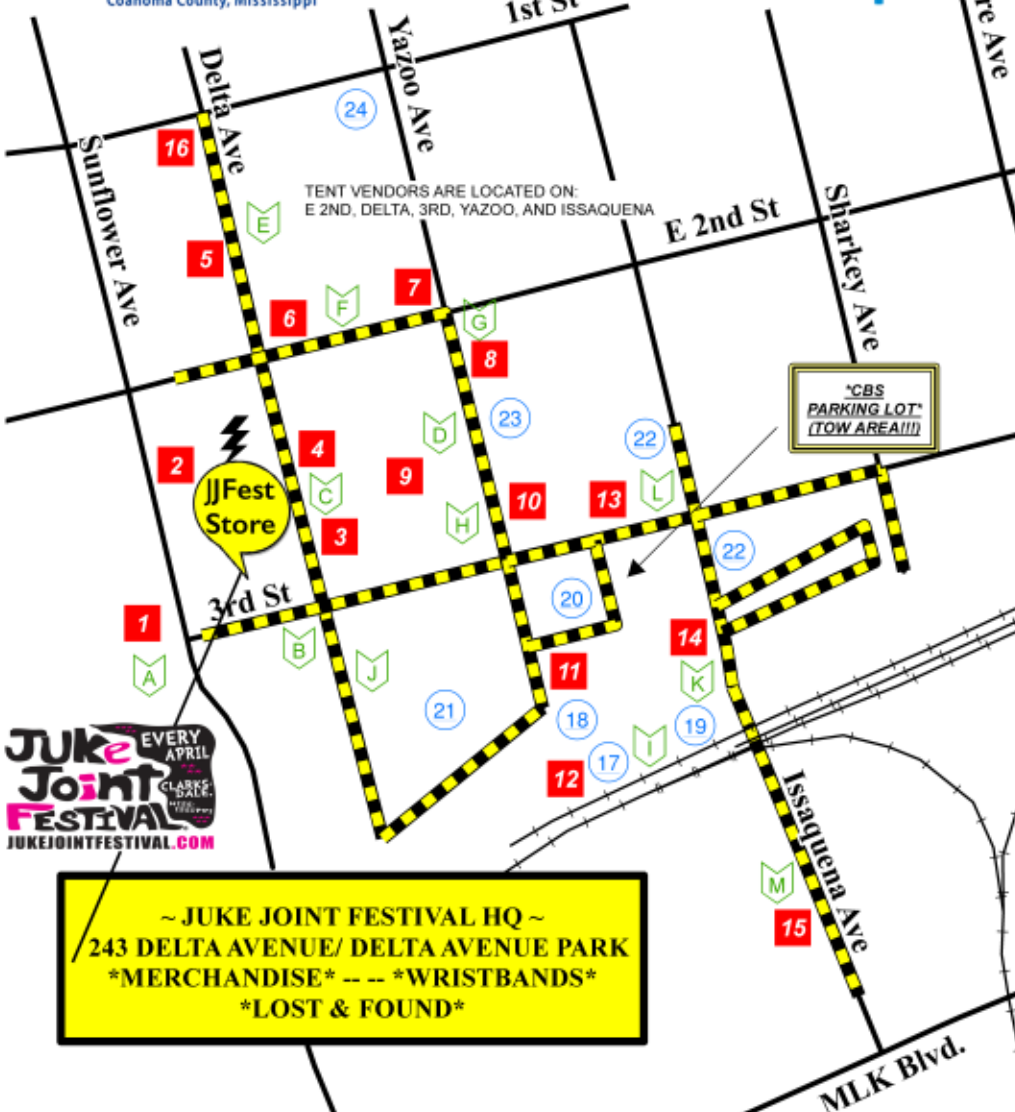 Coahoma County, Mississippi
1st St
Yazoo Ave
Delta Ave
24
16
Sunflower Ave
TENT VENDORS ARE LOCATED ON:
E 2ND, DELTA, 3RD, YAZOO, AND ISSAQUENA
E
E 2nd St
Sharkey Ave
5
7
F
6
G
8
*CBS
PARKING LOT*
(TOW AREA!!!)
23
D
22
4
2
9
JJFest
Store
C
L
10
13
H
3
22
3rd St
20
1
14
B
J
A
11
K
21
18
19
I
17
12
JUKe
EVERY
APRIL
Joint
CLARKS-
DALE,
FESTIVAL
JUKEJOINTFESTIVAL.COM
Issaquena Ave
M
15
~ JUKE JOINT FESTIVAL HQ ~
243 DELTA AVENUE/ DELTA AVENUE PARK
*MERCHANDISE* -- -- *WRISTBANDS*
*LOST & FOUND*
MLK Blvd.
re Ave